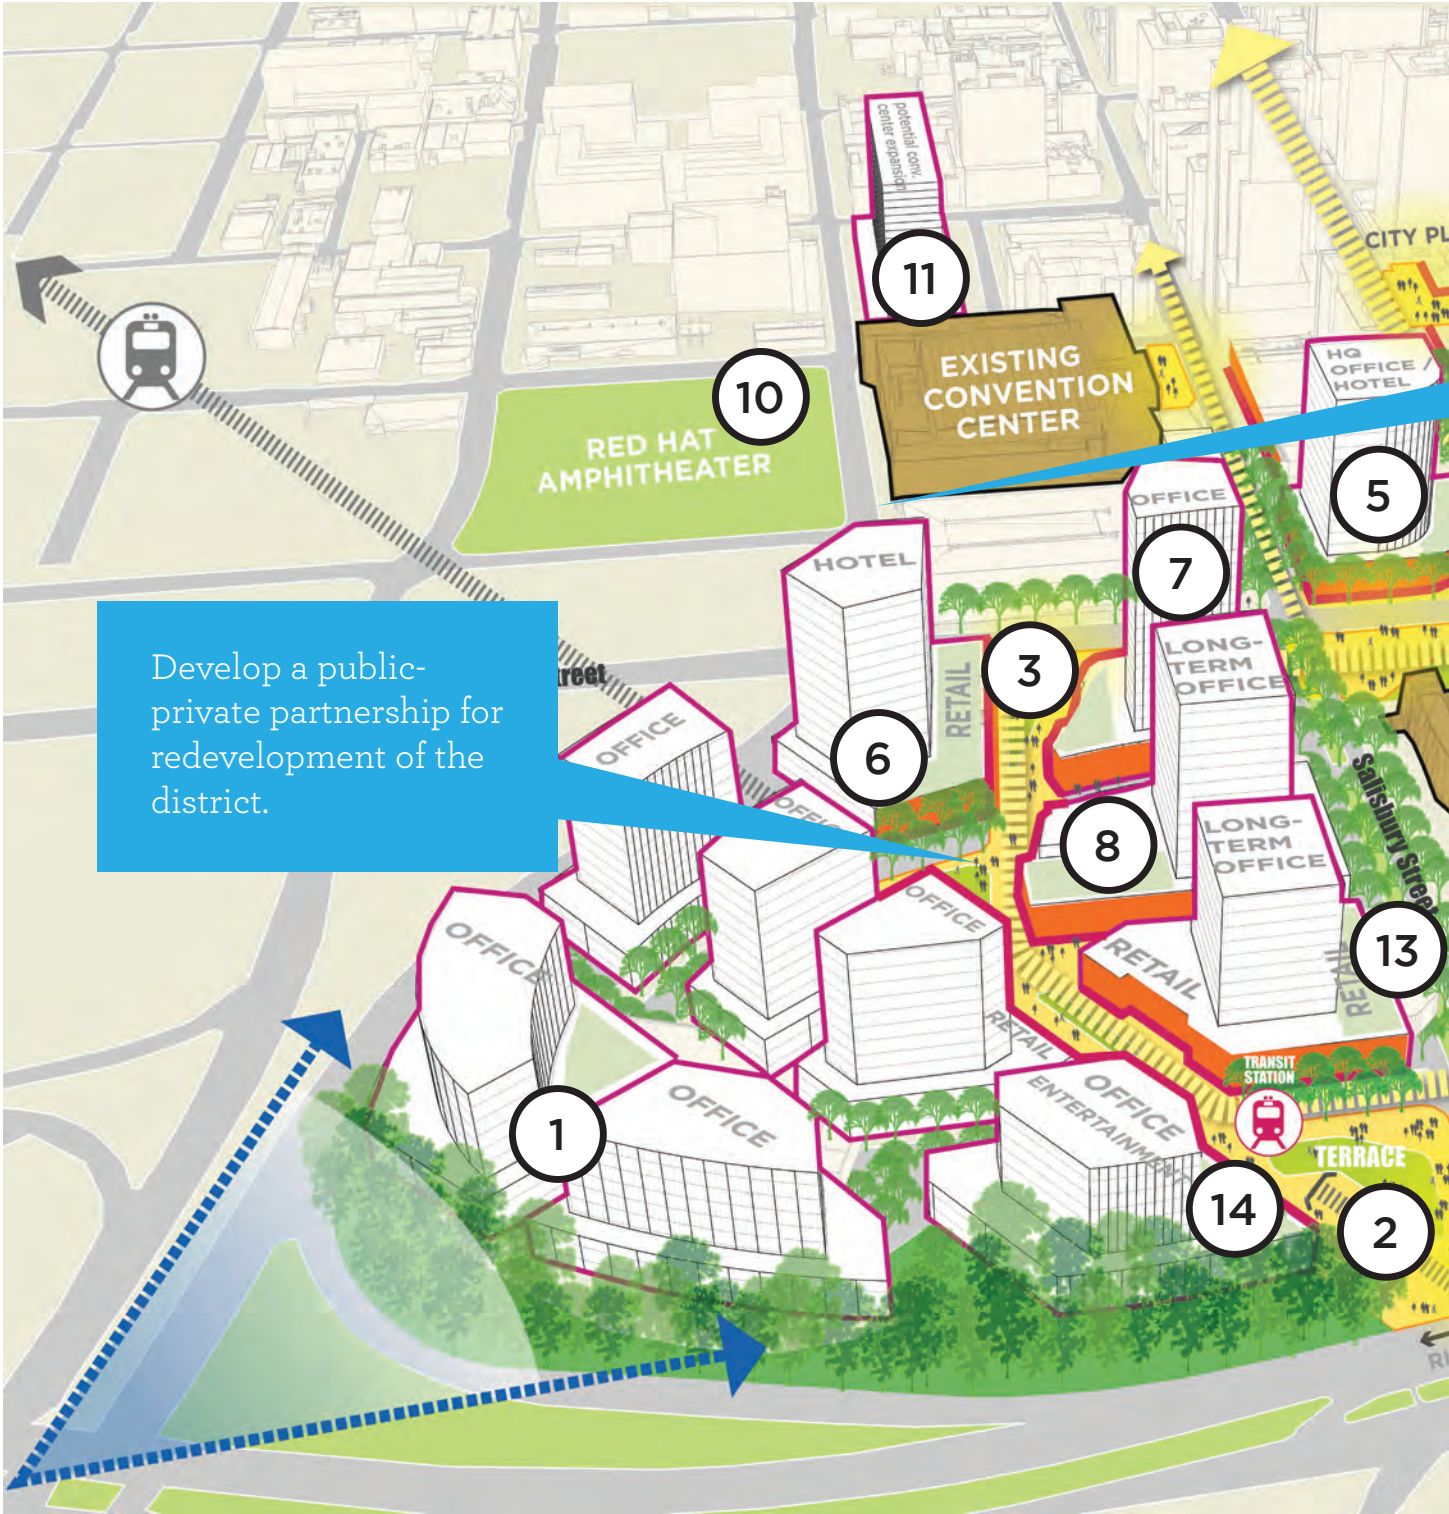 potential conv.
center expansion
11
CITY PL
EXISTING
CONVENTION
CENTER
HQ
OFFICE /
HOTEL
10
RED HAT
AMPHITHEATER
5
OFFICE
7
HOTEL
Develop a public-
private partnership for
redevelopment of the
district.
treet
3
LONG-
TERM
OFFICE
RETAIL
OFFICE
6
OFFIC
8
LONG-
TERM
OFFICE
Salisbury Street
OFFICE
OFFICE
RETAIL
13
RETAIL
RETAIL
TRANSIT
STATION
OFFICE
OFFICE
ENTERTAINMENT
1
TERRACE
14
2